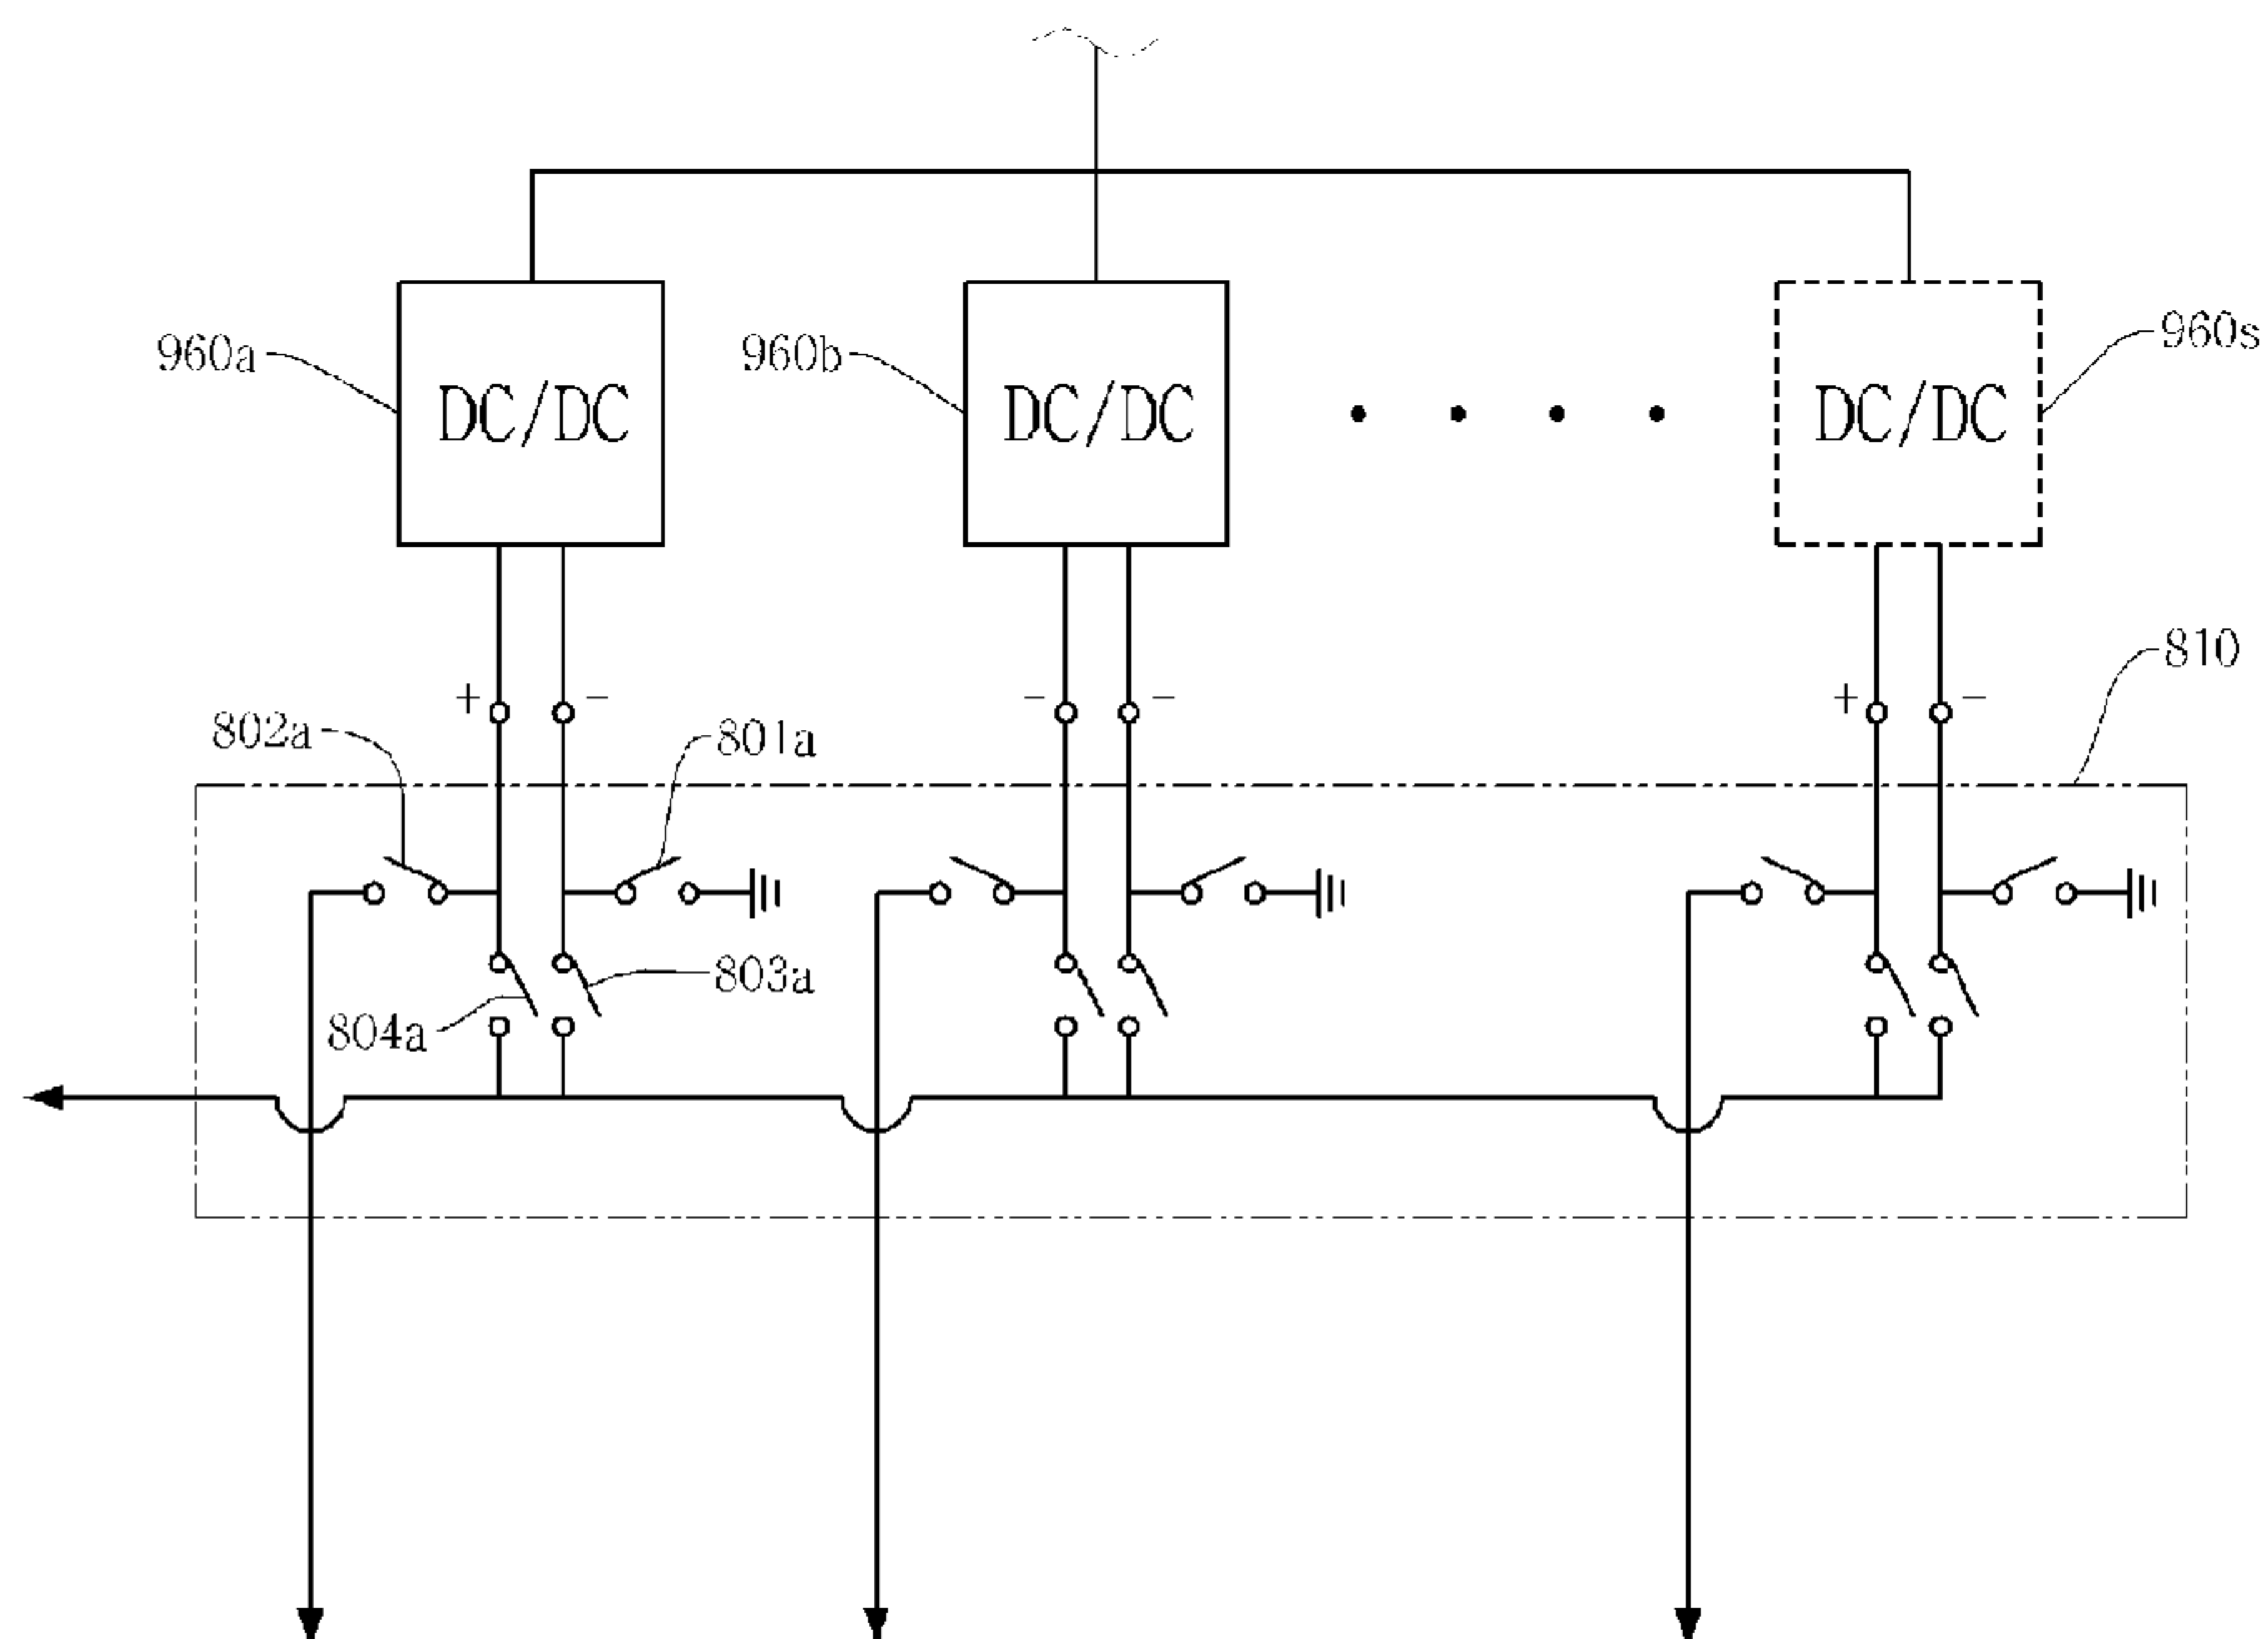 960a
DC/DC
960b
DC/DC
DC/DC
960s
810
+ -
- -
+ -
802a
801a
803a
804a